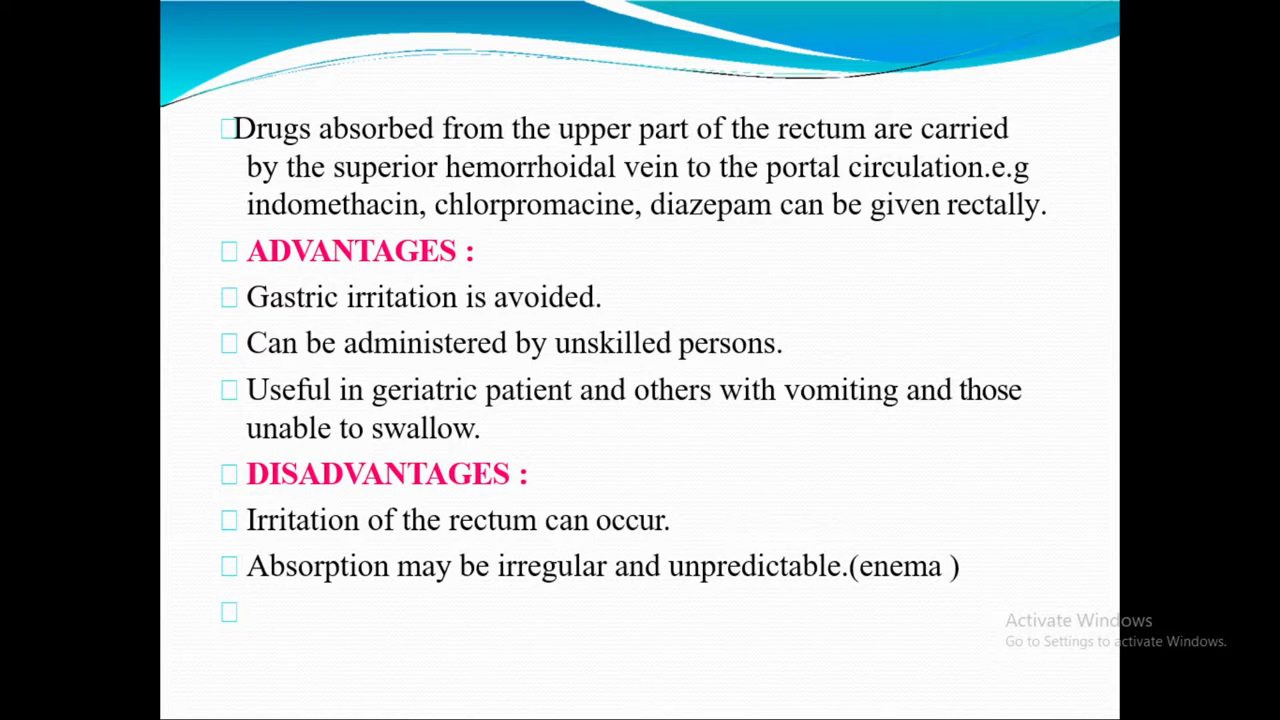 Drugs absorbed from the upper part of the rectum are carried
by the superior hemorrhoidal vein to the portal circulation.e.g
indomethacin, chlorpromacine, diazepam can be given rectally.
ADVANTAGES :
Gastric irritation is avoided.
Can be administered by unskilled persons.
Useful in geriatric patient and others with vomiting and those
unable to swallow.
DISADVANTAGES :
Irritation of the rectum can occur.
Absorption may be irregular and unpredictable.(enema )
Activate Windows
Go to Settings to activate Windows.